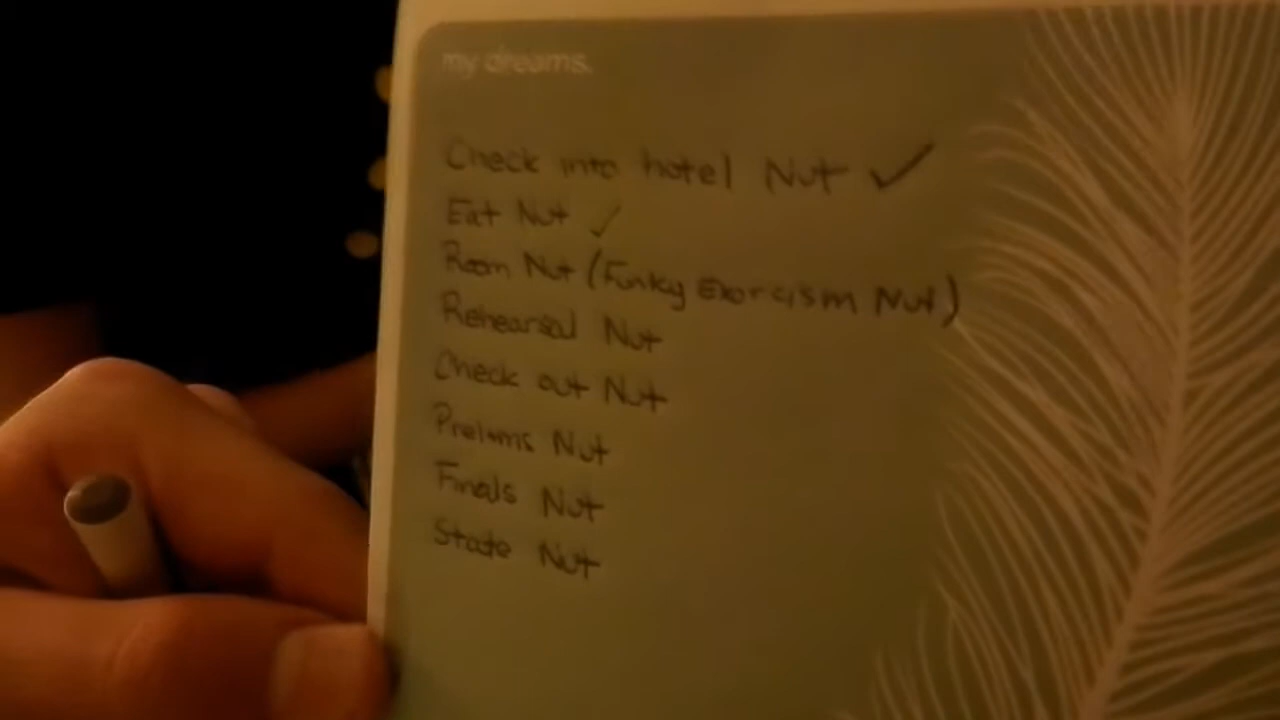 my dreams.
Check into hotel Nut ✓
Eat Nut ✓
Room Nut (Funky Exorcism Nut)
Rehearsal Nut
Check out Nut
Prelims Nut
Finals Nut
State Nut